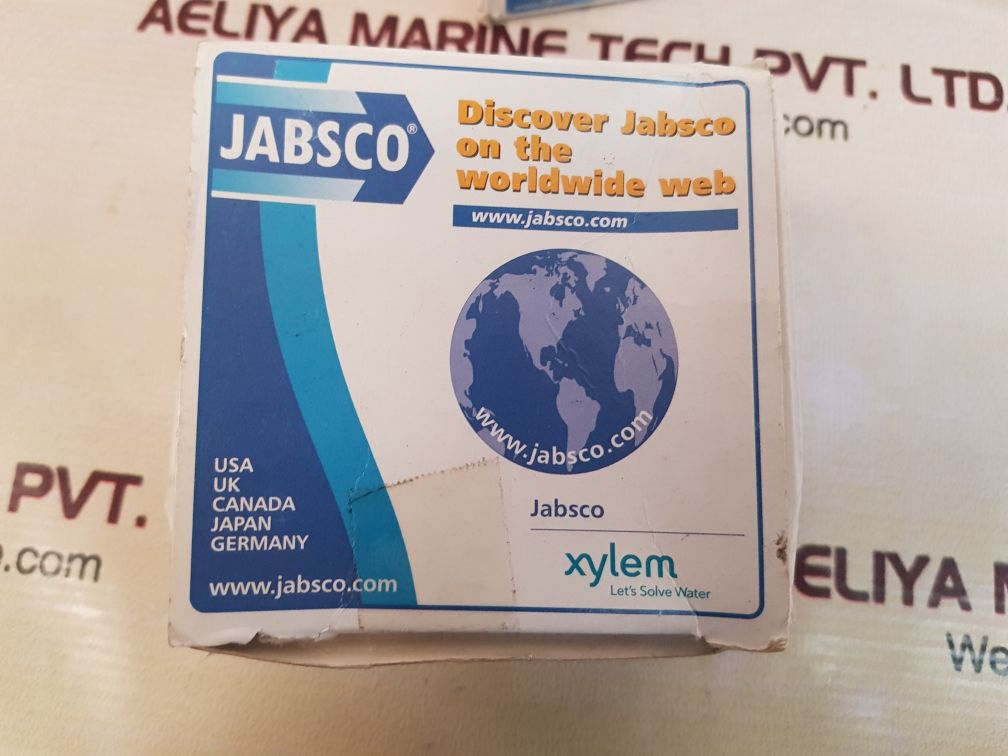 AELIYA MARINE TECH PVT. LTD
com
JABSCO®
Discover Jabsco
on the
worldwide web
www.jabsco.com
www.jabsco.com
USA
UK
CANADA
JAPAN
GERMANY
www.jabsco.com
Jabsco
xylem
Let's Solve Water
PVT.
e.com
ELIYA M
We